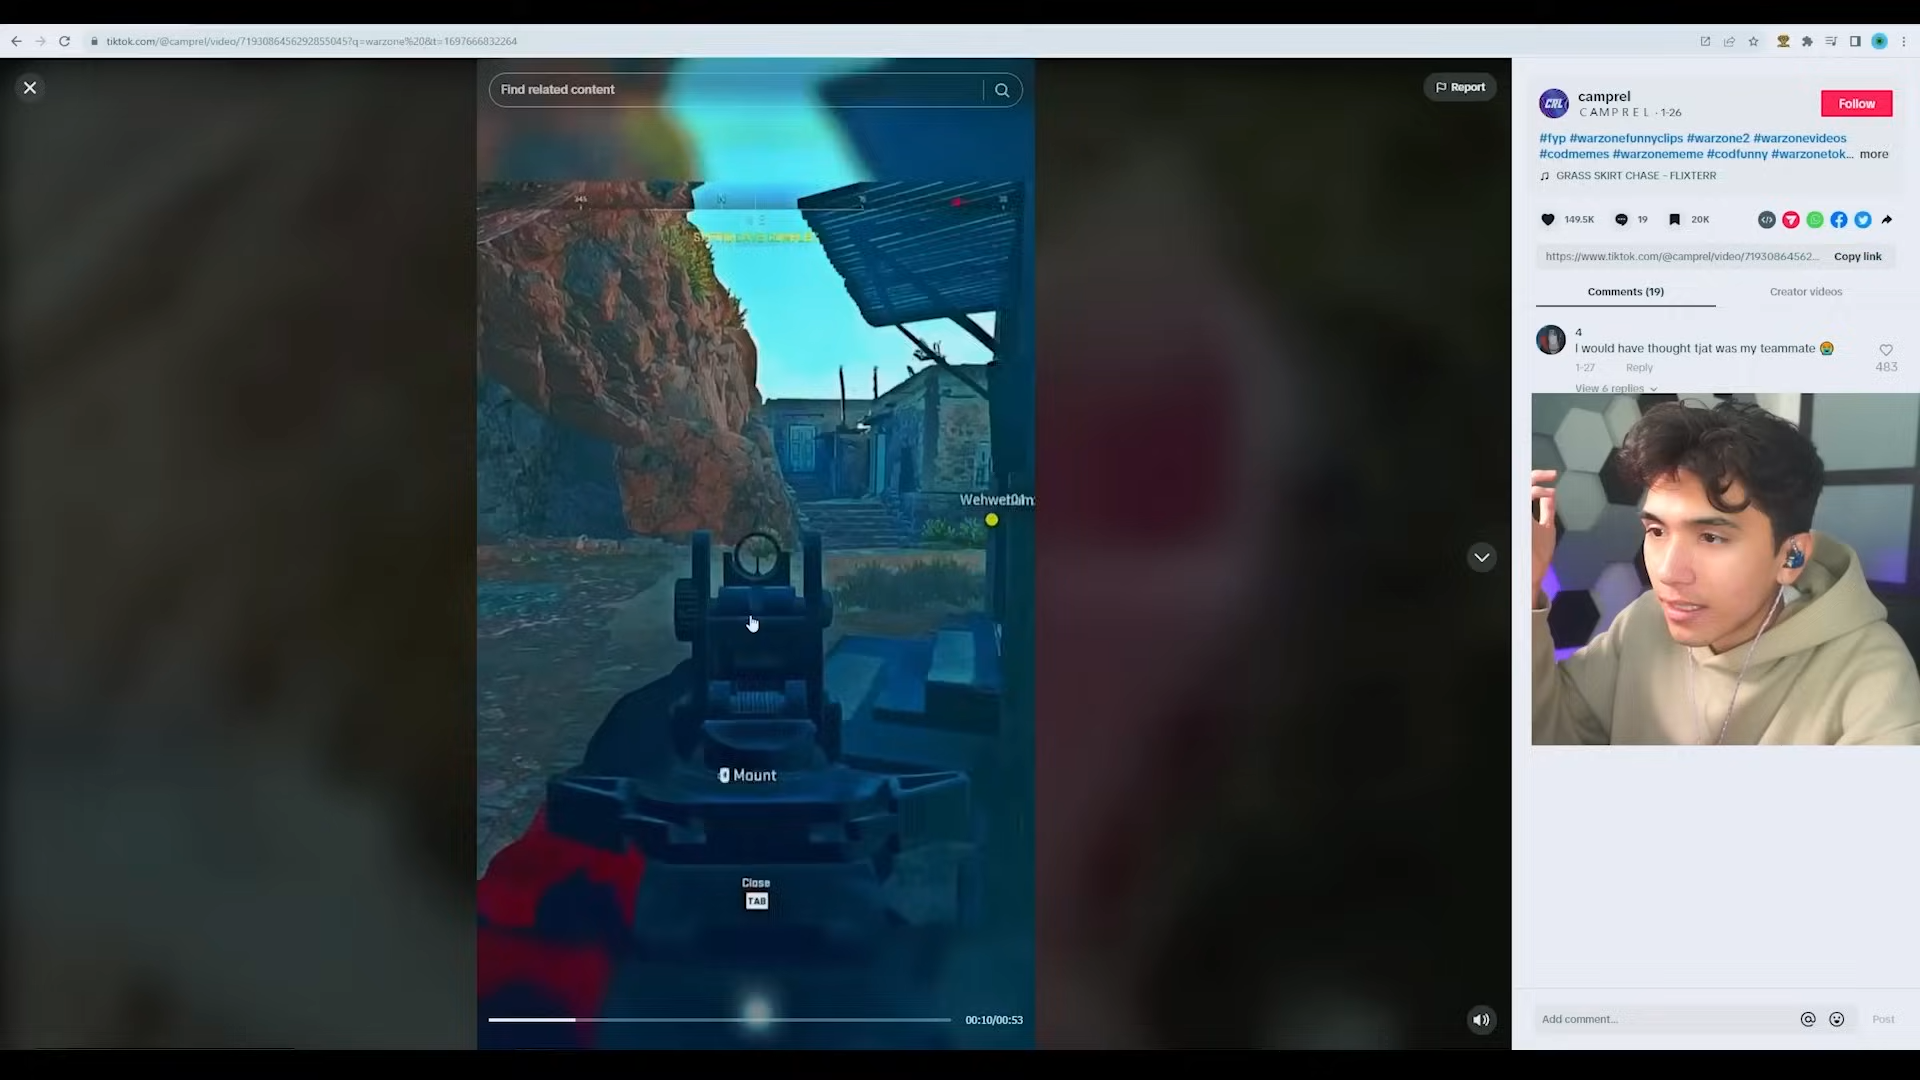 tiktok.com/@camprel/video/7193086456292855045?q=warzone%20&t=1697666832264
Find related content
Report
N
Mount
Close
TAB
00:10/00:53
CRL
camprel
CAMPREL · 1-26
Follow
#fyp #warzonefunnyclips #warzone2 #warzonevideos
#codmemes #warzonememe #codfunny #warzonetok... more
GRASS SKIRT CHASE - FLIXTERR
149.5K
19
20K
https://www.tiktok.com/@camprel/video/71930864562...
Copy link
Comments (19)
Creator videos
4
I would have thought tjat was my teammate 😭
1-27
Reply
483
View 6 replies
Add comment...
Post